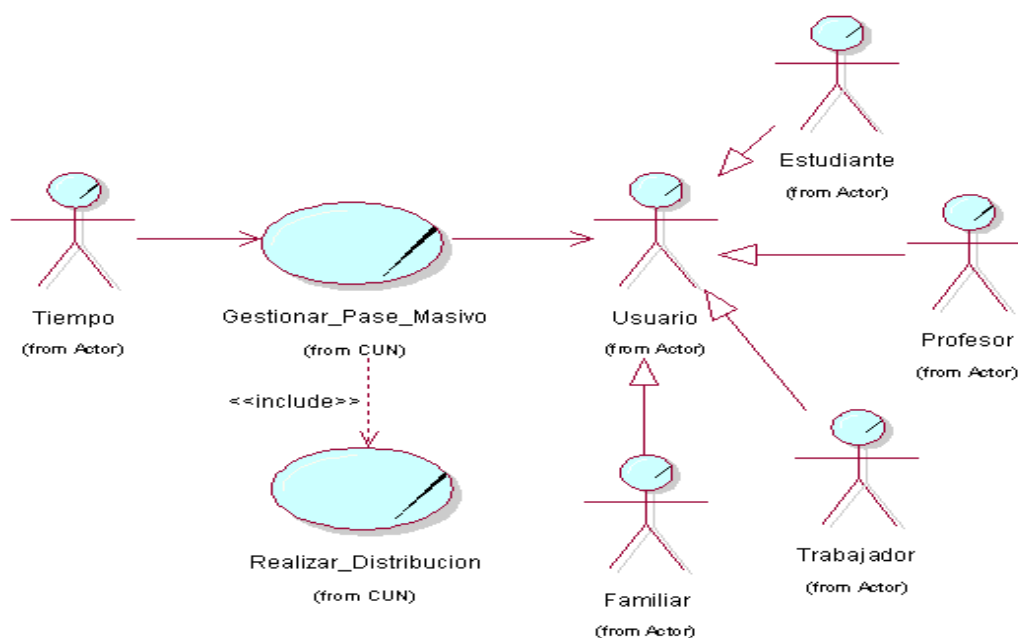 Estudiante
(from Actor)
Tiempo
(from Actor)
Gestionar_Pase_Masivo
(from CUN)
Usuario
(from Actor)
Profesor
(from Actor)
<<include>>
Realizar_Distribucion
(from CUN)
Familiar
(from Actor)
Trabajador
(from Actor)